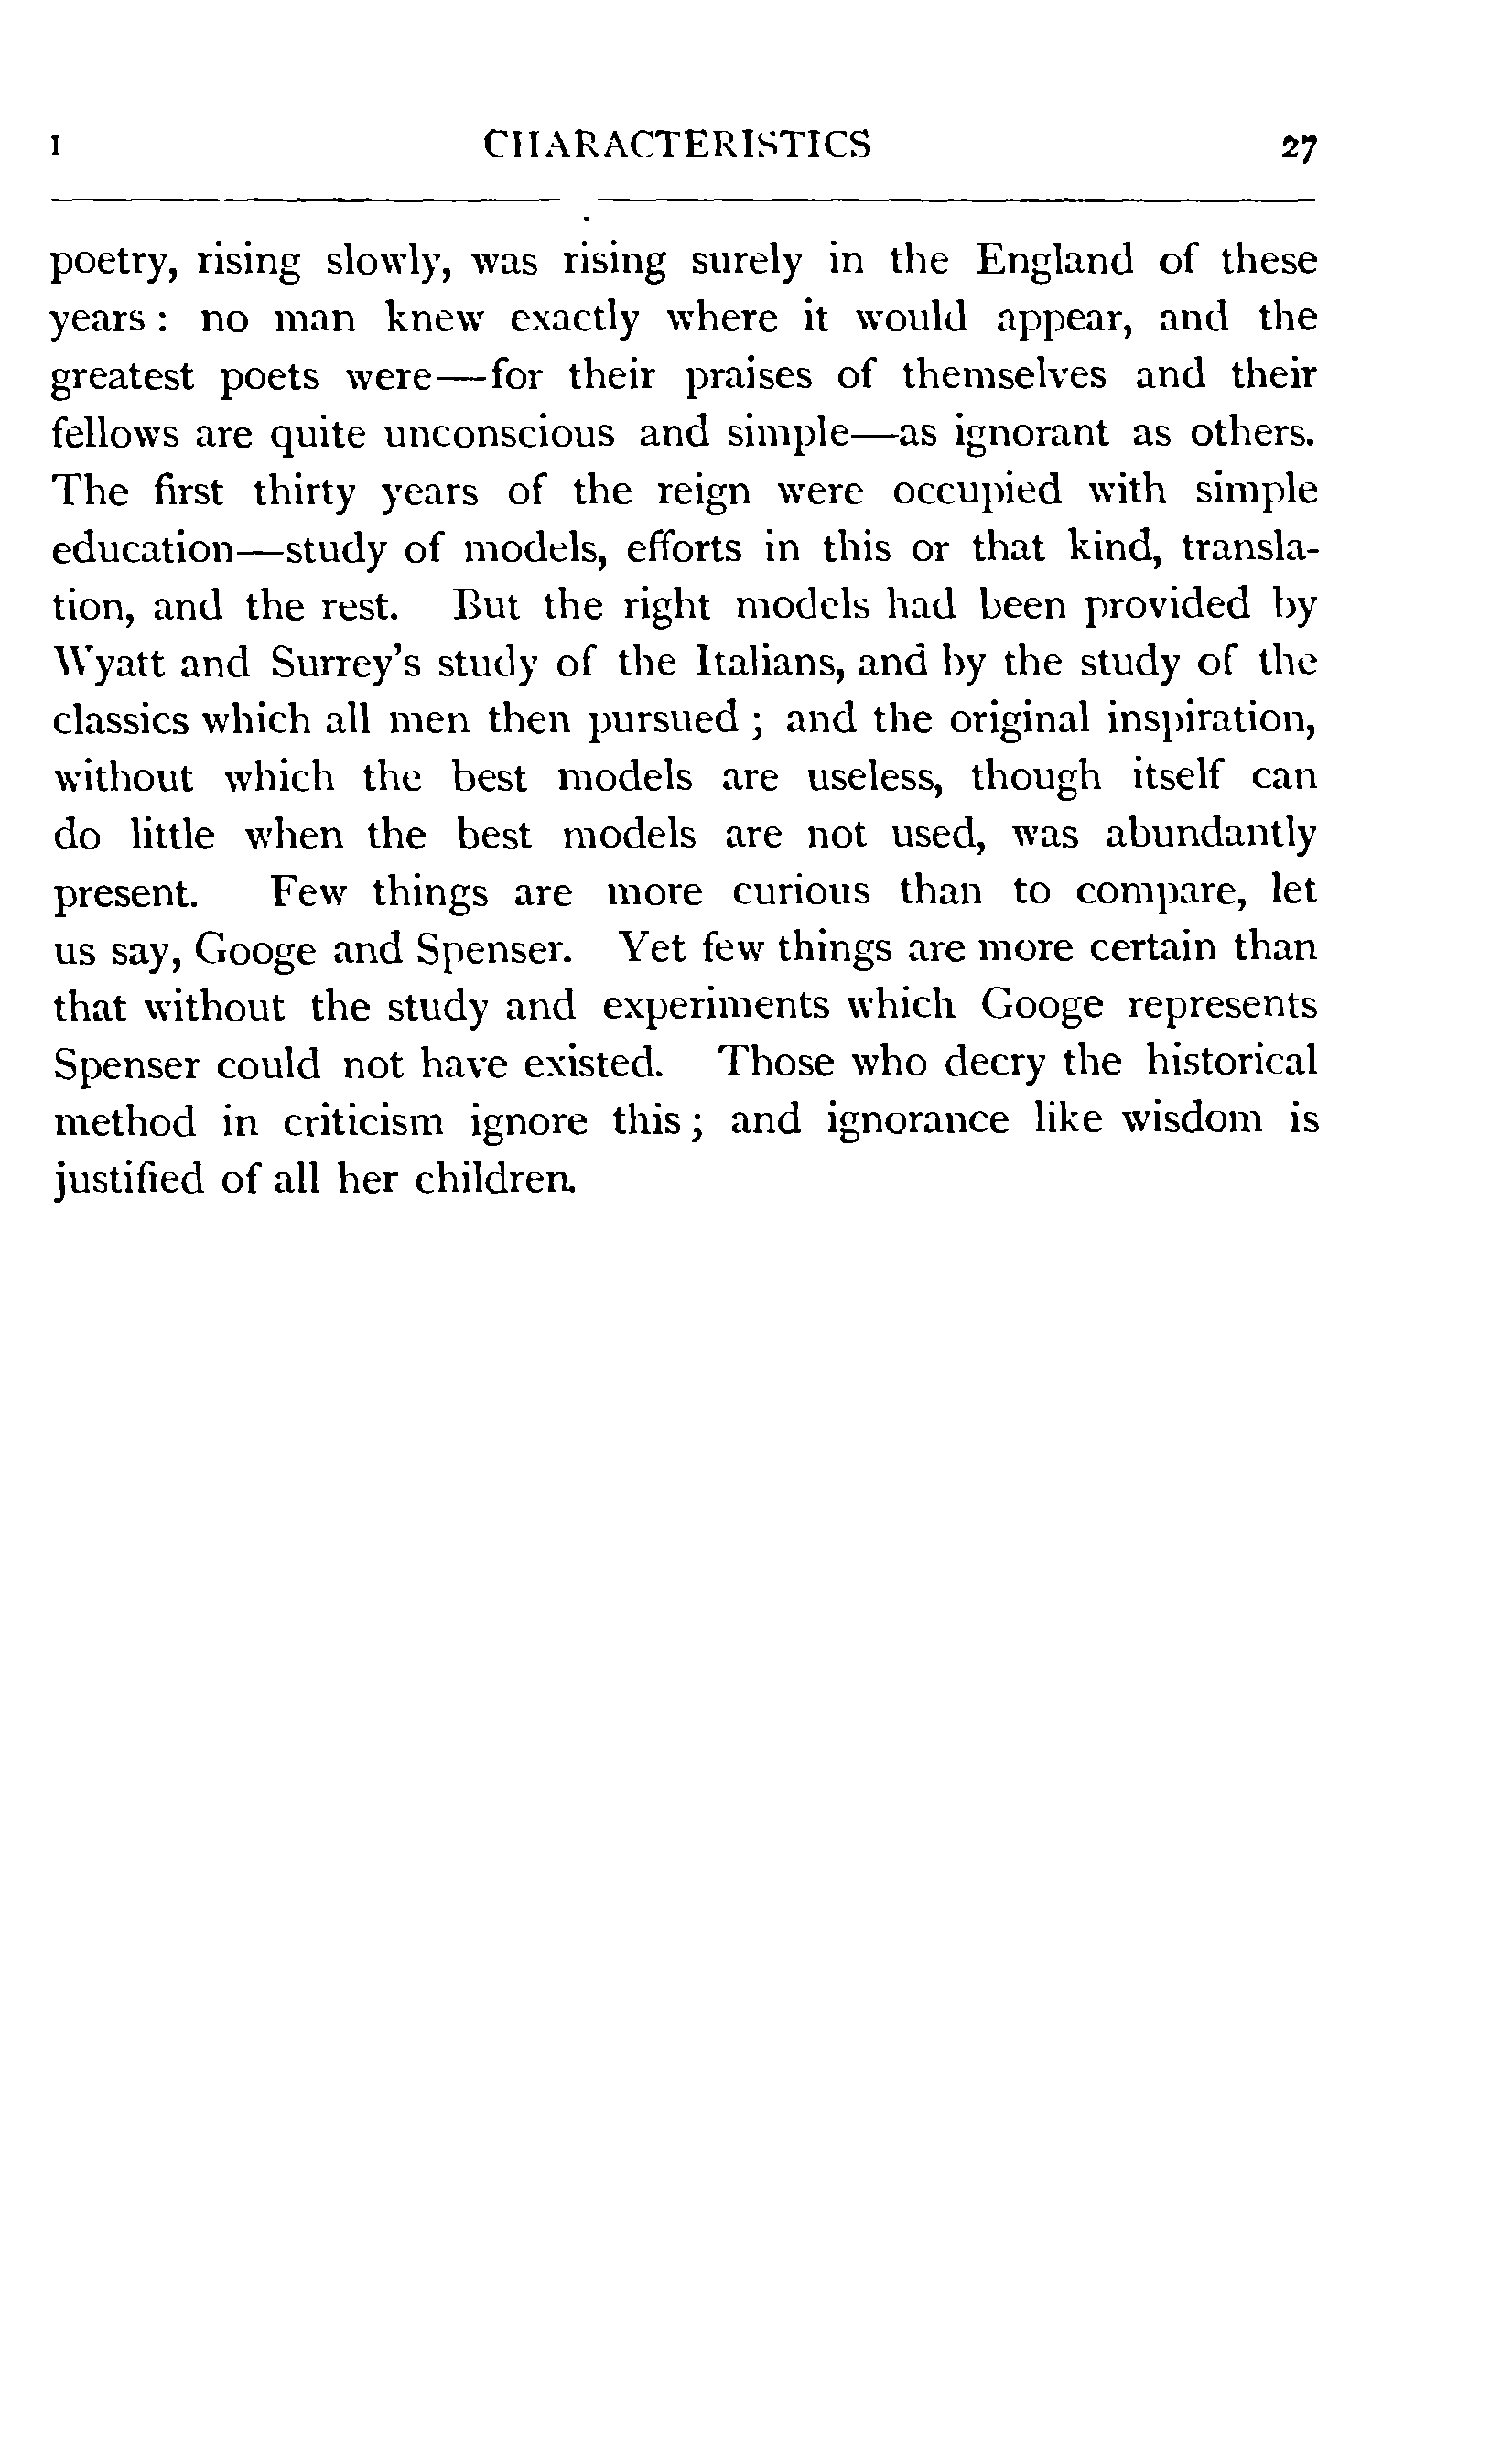 I CHARACTERISTICS 27
poetry, rising slowly, was rising surely in the England of these
years : no man knew exactly where it would appear, and the
greatest poets were—for their praises of themselves and their
fellows are quite unconscious and simple—as ignorant as others.
The first thirty years of the reign were occupied with simple
education—study of models, efforts in this or that kind, transla-
tion, and the rest. But the right models had been provided by
Wyatt and Surrey's study of the Italians, and by the study of the
classics which all men then pursued ; and the original inspiration,
without which the best models are useless, though itself can
do little when the best models are not used, was abundantly
present. Few things are more curious than to compare, let
us say, Googe and Spenser. Yet few things are more certain than
that without the study and experiments which Googe represents
Spenser could not have existed. Those who decry the historical
method in criticism ignore this ; and ignorance like wisdom is
justified of all her children.